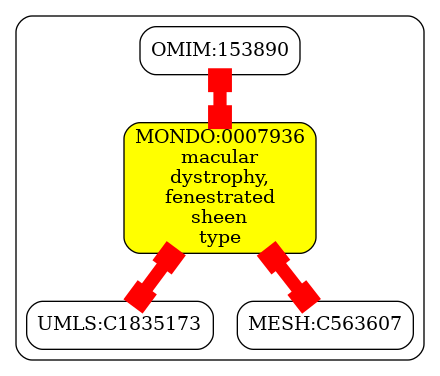 OMIM:153890
MONDO:0007936
macular
dystrophy,
fenestrated
sheen
type
UMLS:C1835173
MESH:C563607